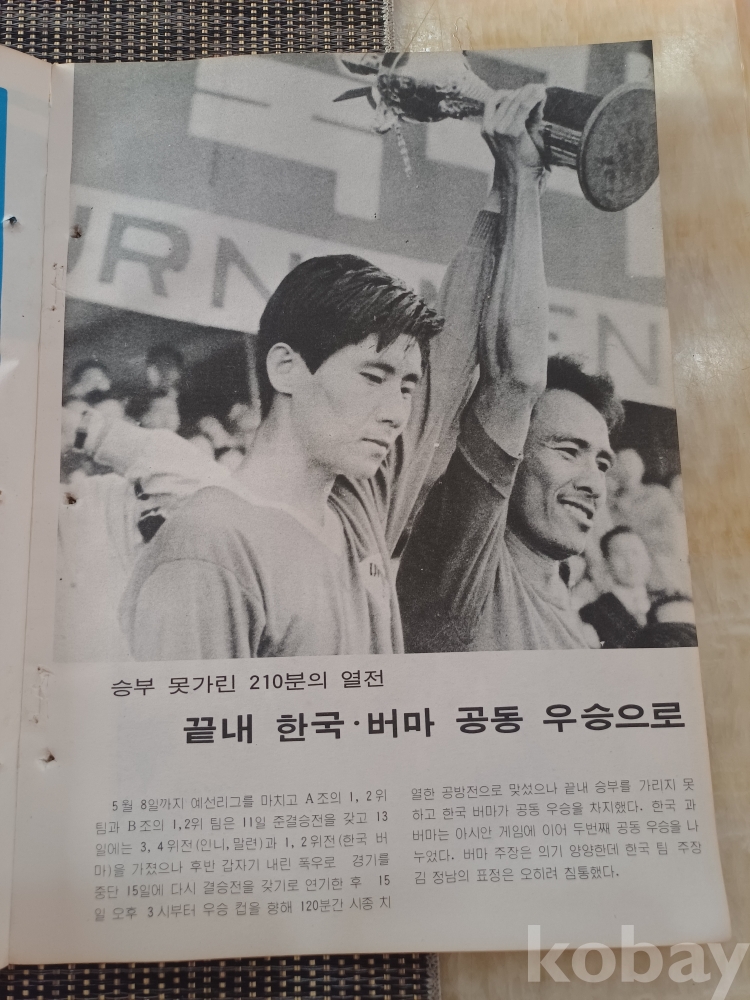 URN
EN
승부 못가린 210분의 열전
끝내 한국·버마 공동 우승으로
5월 8일까지 예선리그를 마치고 A조의 1, 2위
팀과 B조의 1,2위 팀은 11일 준결승전을 갖고 13
일에는 3, 4위전(인니,말련)과 1, 2위전(한국 버
마)을 가졌으나 후반 갑자기 내린 폭우로 경기를
중단 15일에 다시 결승전을 갖기로 연기한 후 15
일 오후 3시부터 우승 컵을 향해 120분간 시종 치
열한 공방전으로 맞섰으나 끝내 승부를 가리지 못
하고 한국 버마가 공동 우승을 차지했다. 한국 과
버마는 아시안 게임에 이어 두번째 공동 우승을 나
누었다. 버마 주장은 의기 양양한데 한국 팀 주장
김 정남의 표정은 오히려 침통했다.
kobay